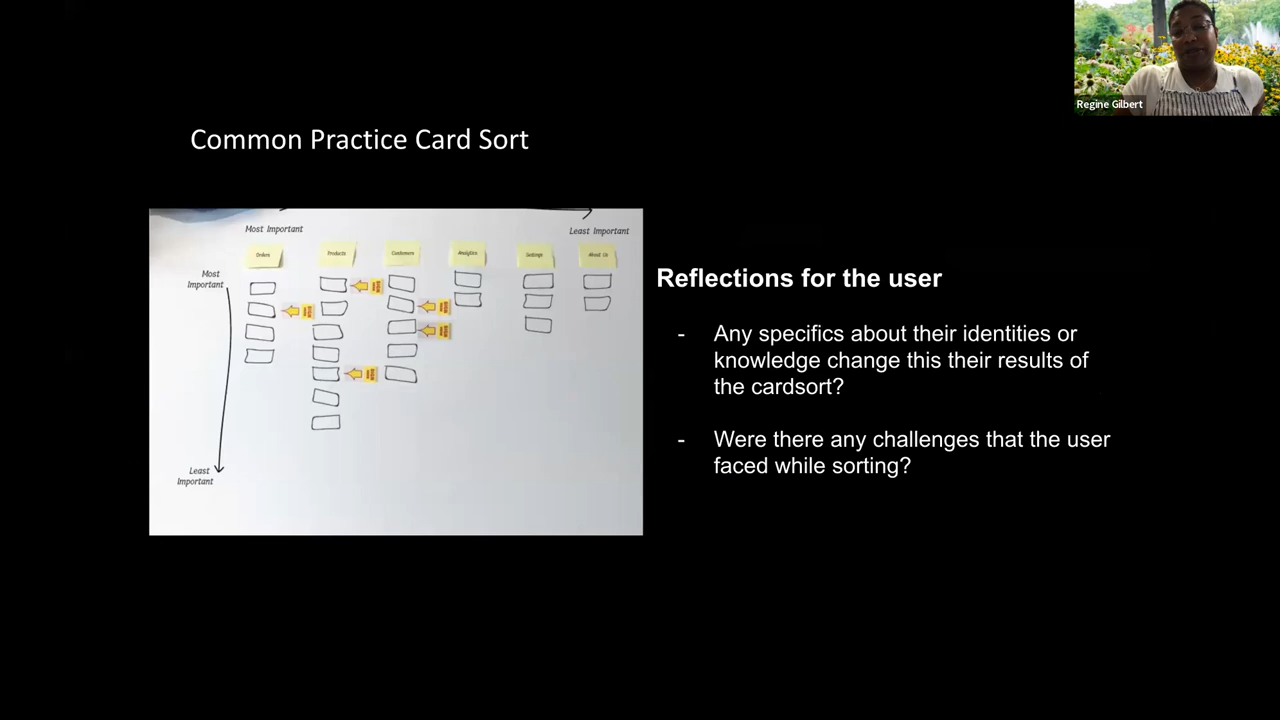 Regine Gilbert
Common Practice Card Sort
Most Important
Least Important
Orders
Products
Customers
Analytics
Settings
About Us
Most
Important
Least
Important
Reflections for the user
- Any specifics about their identities or
knowledge change this their results of
the cardsort?
- Were there any challenges that the user
faced while sorting?